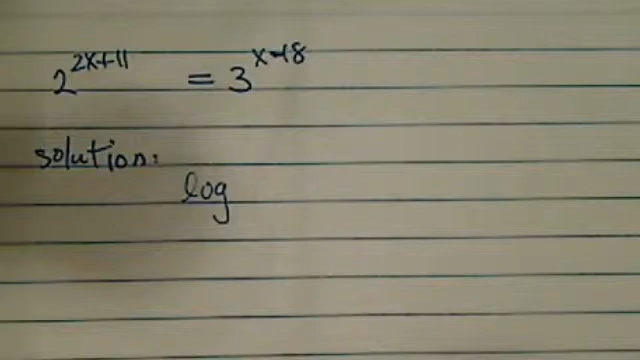 2^{2x+11} = 3^{x-18}
solution:
log